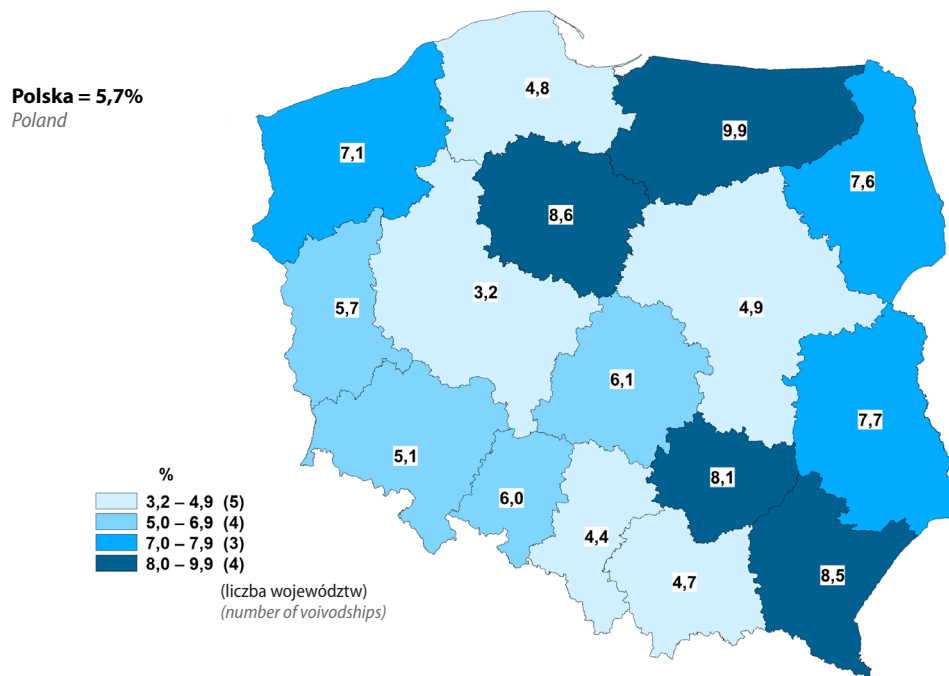 Polska = 5,7%
Poland
4,8
9,9
7,1
7,6
8,6
3,2
5,7
4,9
6,1
7,7
5,1
8,1
6,0
4,4
4,7
8,5
%
3,2 – 4,9 (5)
5,0 – 6,9 (4)
7,0 – 7,9 (3)
8,0 – 9,9 (4)
(liczba województw)
(number of voivodships)